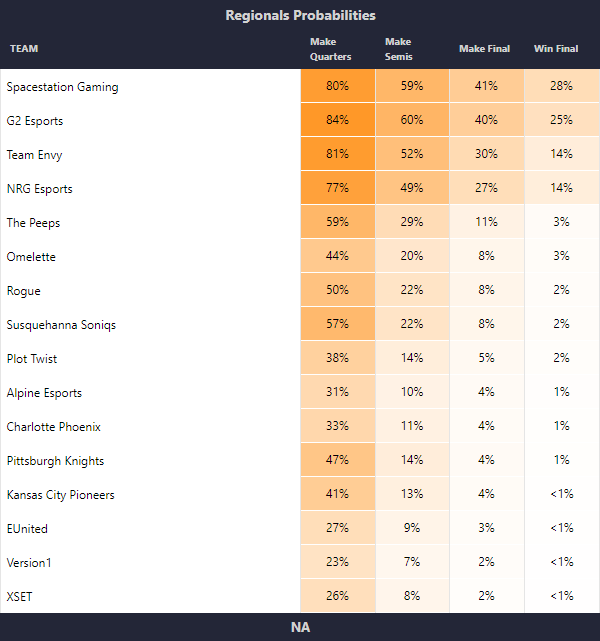 Regionals Probabilities
TEAM Make Quarters Make Semis Make Final Win Final
Spacestation Gaming 80% 59% 41% 28%
G2 Esports 84% 60% 40% 25%
Team Envy 81% 52% 30% 14%
NRG Esports 77% 49% 27% 14%
The Peeps 59% 29% 11% 3%
Omelette 44% 20% 8% 3%
Rogue 50% 22% 8% 2%
Susquehanna Soniqs 57% 22% 8% 2%
Plot Twist 38% 14% 5% 2%
Alpine Esports 31% 10% 4% 1%
Charlotte Phoenix 33% 11% 4% 1%
Pittsburgh Knights 47% 14% 4% 1%
Kansas City Pioneers 41% 13% 4% <1%
EUnited 27% 9% 3% <1%
Version1 23% 7% 2% <1%
XSET 26% 8% 2% <1%
NA